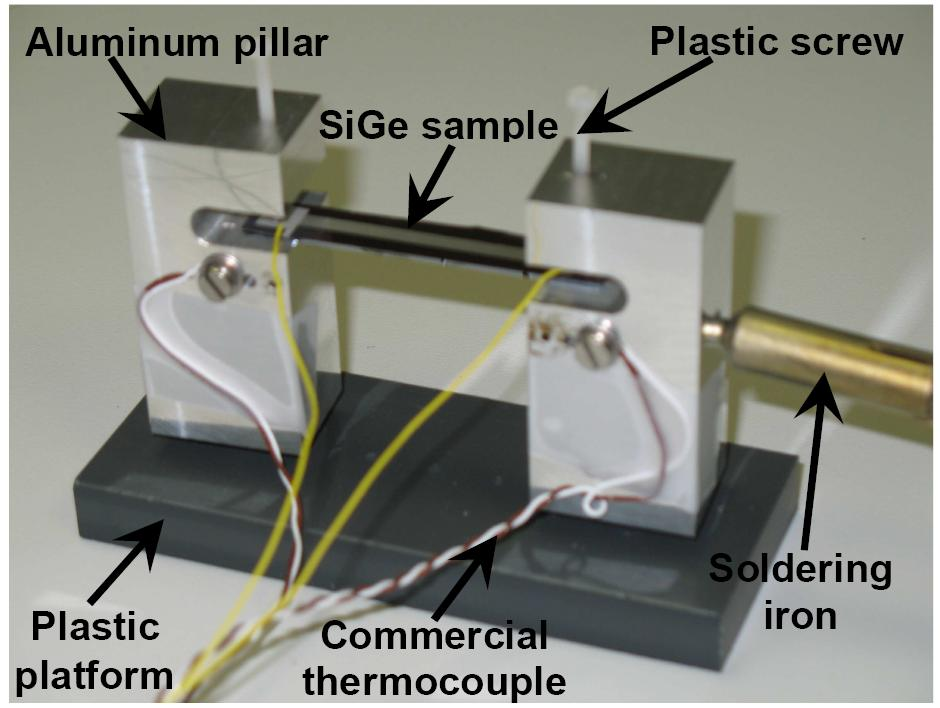 Aluminum pillar
Plastic screw
SiGe sample
Plastic
platform
Commercial
thermocouple
Soldering
iron